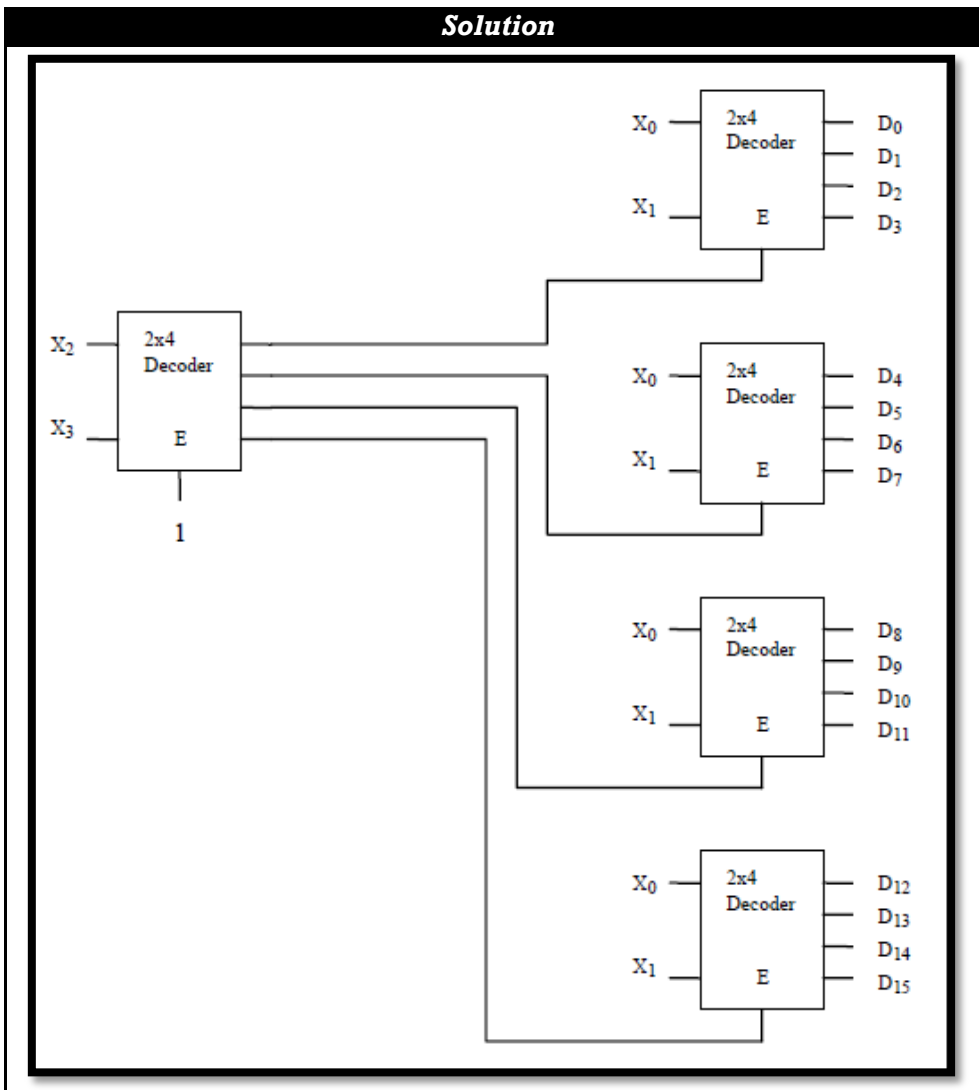 Solution
X₀ 2x4 D₀
Decoder D₁
D₂
X₁ E D₃
X₂ 2x4
Decoder
X₃ E
1
X₀ 2x4 D₄
Decoder D₅
D₆
X₁ E D₇
X₀ 2x4 D₈
Decoder D₉
D₁₀
X₁ E D₁₁
X₀ 2x4 D₁₂
Decoder D₁₃
D₁₄
X₁ E D₁₅